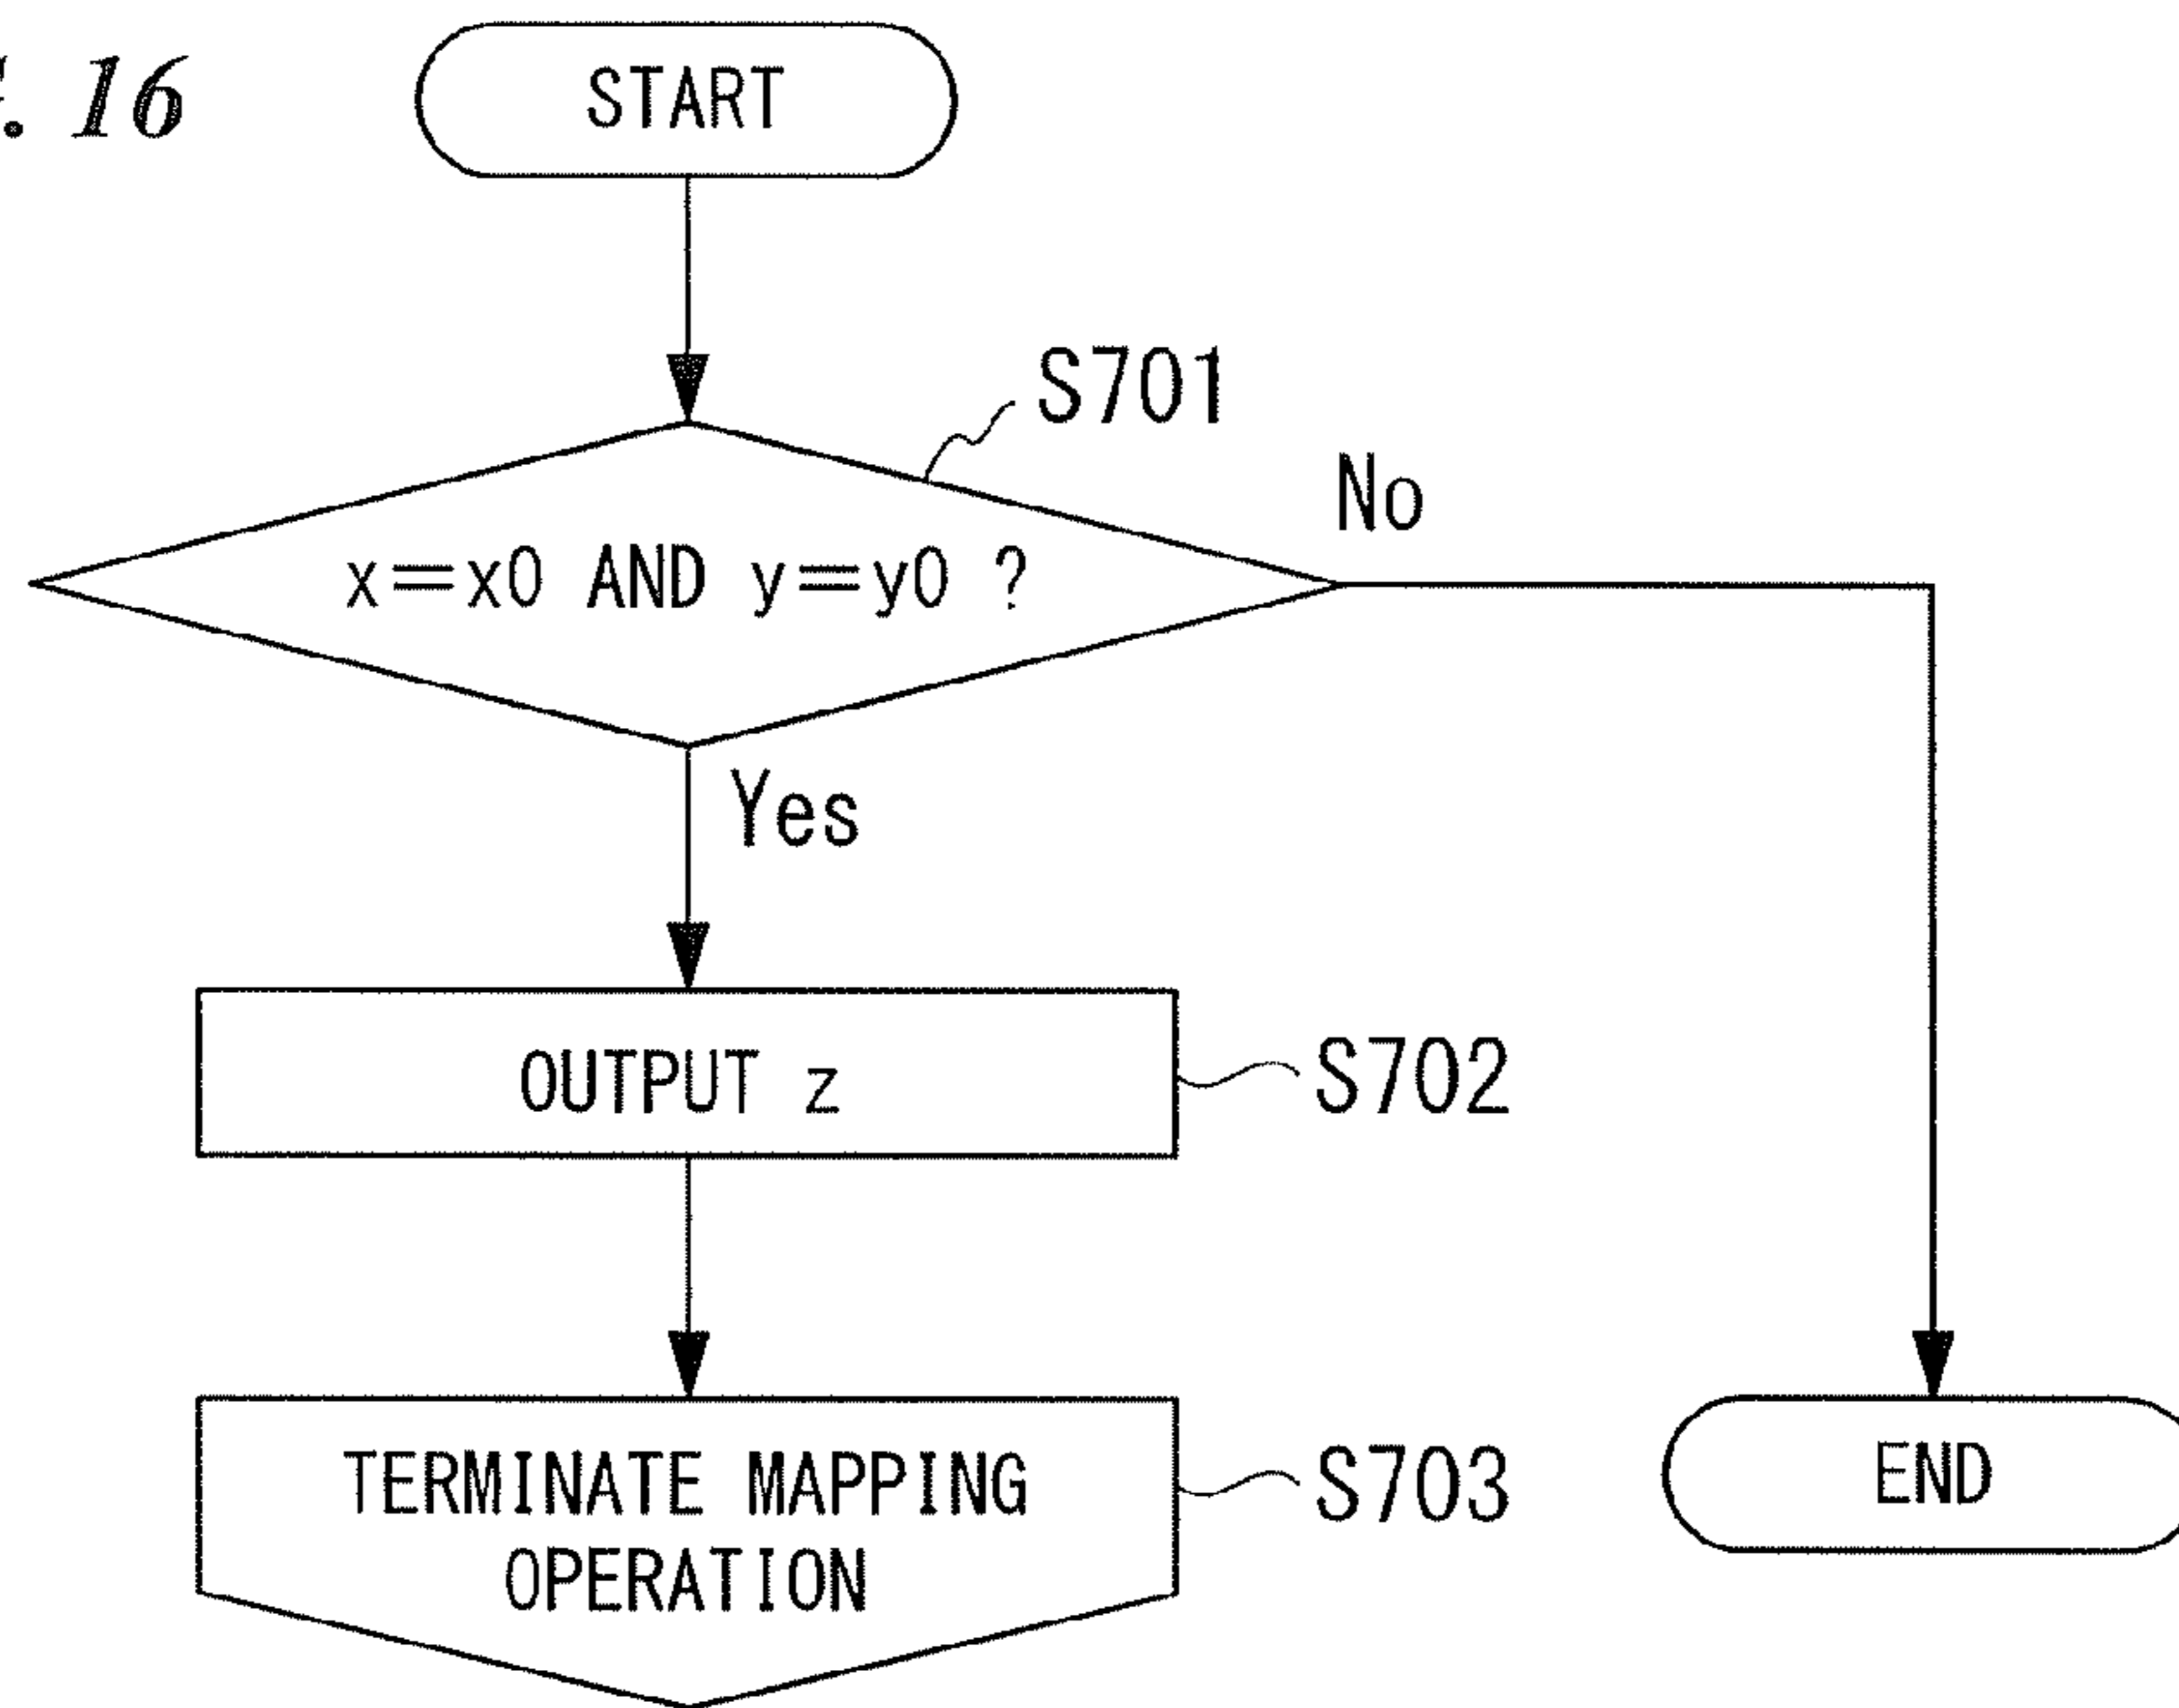 . 16
START
S701
No
x=x0 AND y=y0 ?
Yes
OUTPUT z
S702
TERMINATE MAPPING
OPERATION
S703
END